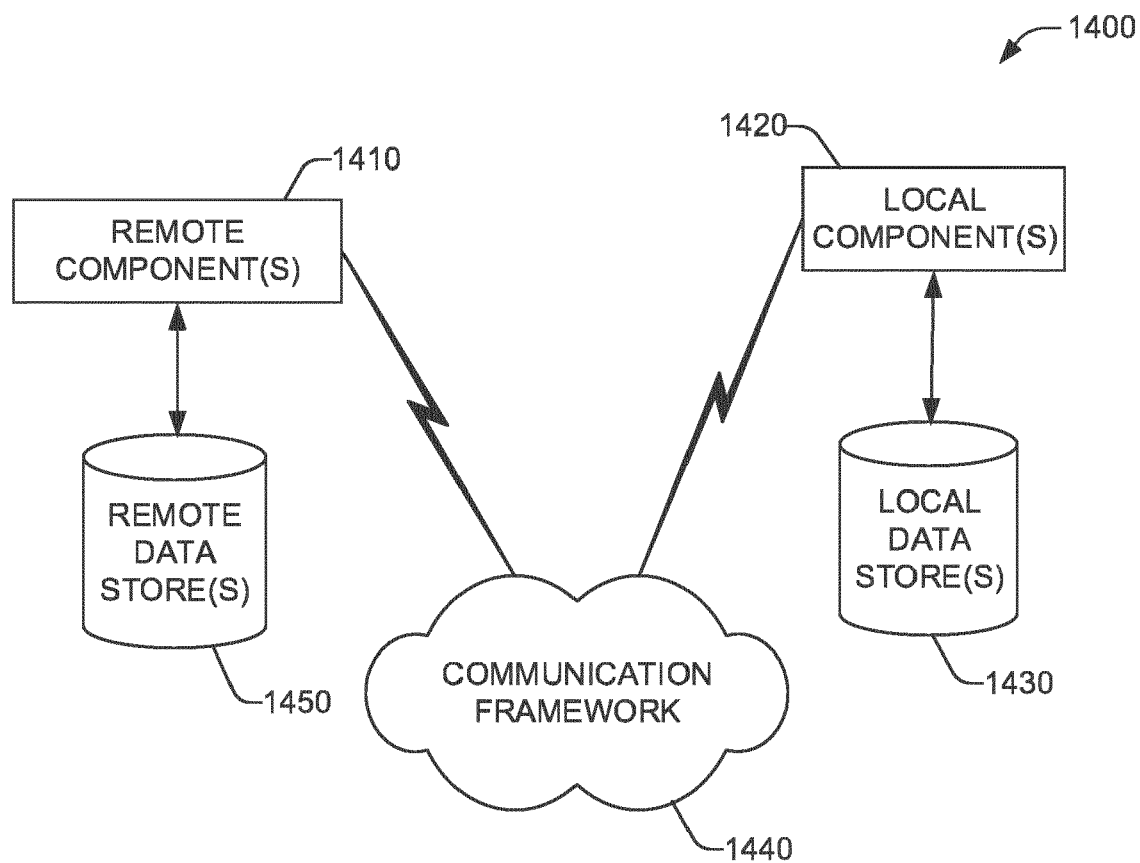 1400
1420
LOCAL
COMPONENT(S)
1410
REMOTE
COMPONENT(S)
REMOTE
DATA
STORE(S)
LOCAL
DATA
STORE(S)
1450
COMMUNICATION
FRAMEWORK
1430
1440